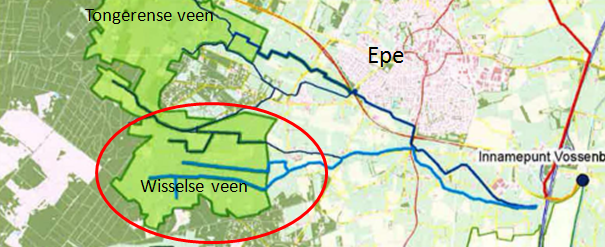 Tongerense veen
Epe
Innamepunt Vossenb
Wisselse veen